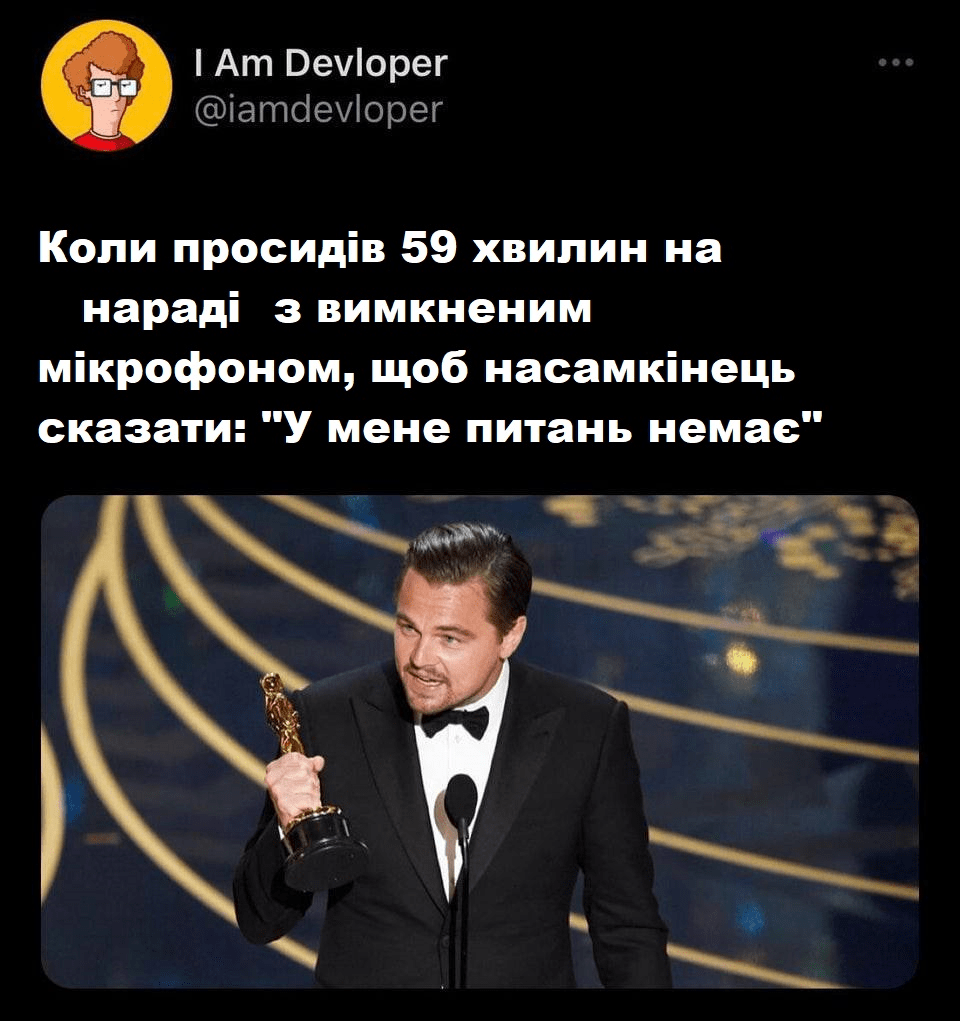 I Am Devloper
@iamdevloper
Коли просидів 59 хвилин на
нараді з вимкненим
мікрофоном, щоб насамкінець
сказати: "У мене питань немає"